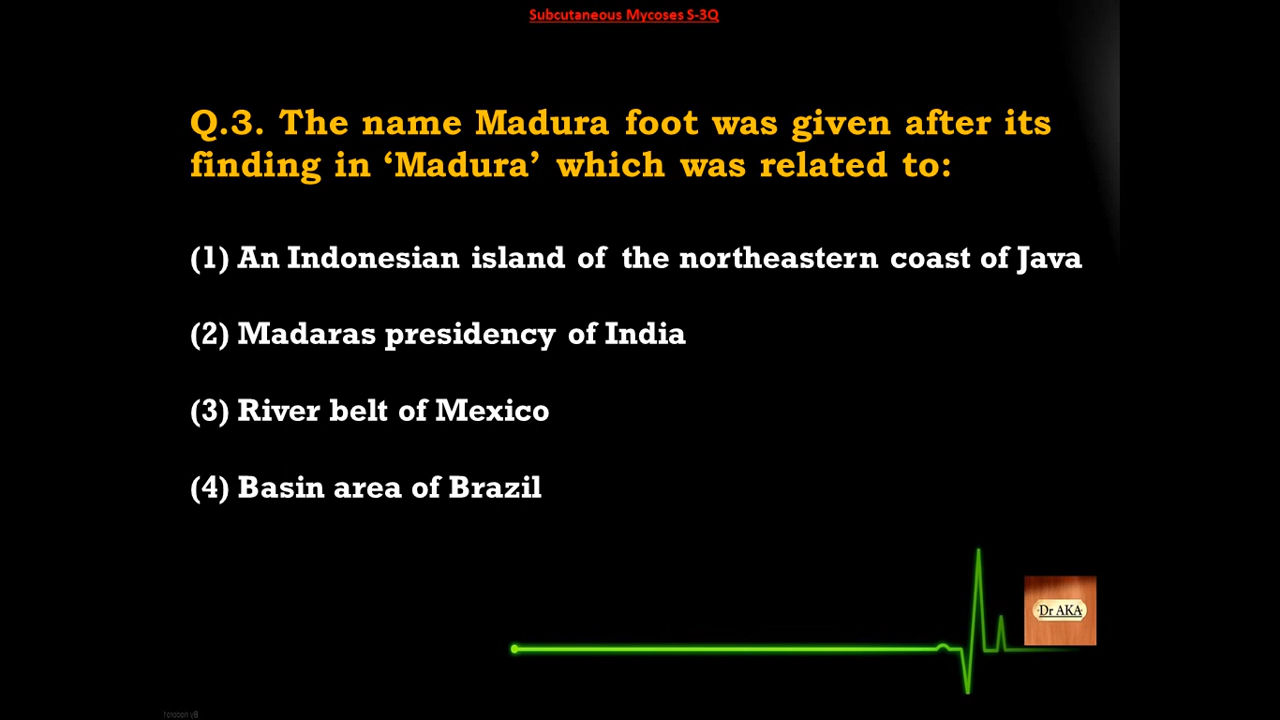 Subcutaneous Mycoses S-3Q
Q.3. The name Madura foot was given after its
finding in ‘Madura’ which was related to:
(1) An Indonesian island of the northeastern coast of Java
(2) Madaras presidency of India
(3) River belt of Mexico
(4) Basin area of Brazil
Dr AKA